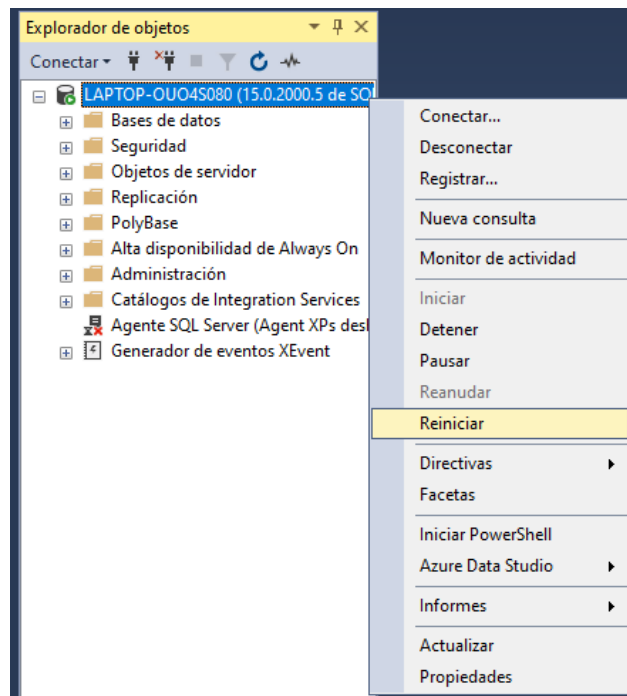 Explorador de objetos
Conectar
LAPTOP-OUO4S080 (15.0.2000.5 de SQ
Bases de datos
Seguridad
Objetos de servidor
Replicación
PolyBase
Alta disponibilidad de Always On
Administración
Catálogos de Integration Services
Agente SQL Server (Agent XPs des
Generador de eventos XEvent
Conectar...
Desconectar
Registrar...
Nueva consulta
Monitor de actividad
Iniciar
Detener
Pausar
Reanudar
Reiniciar
Directivas
Facetas
Iniciar PowerShell
Azure Data Studio
Informes
Actualizar
Propiedades